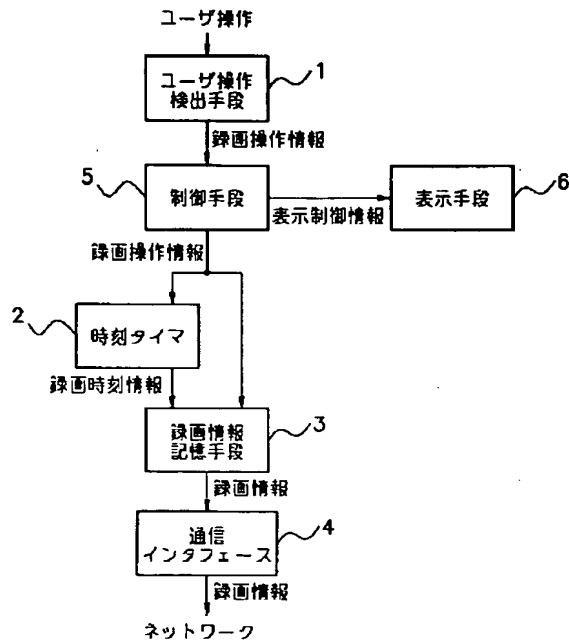 ユーザ操作
ユーザ操作
検出手段
1
録画操作情報
5
制御手段
表示制御情報
表示手段
6
録画操作情報
2
時刻タイマ
録画時刻情報
録画情報
記憶手段
3
録画情報
通信
インタフェース
4
録画情報
ネットワーク